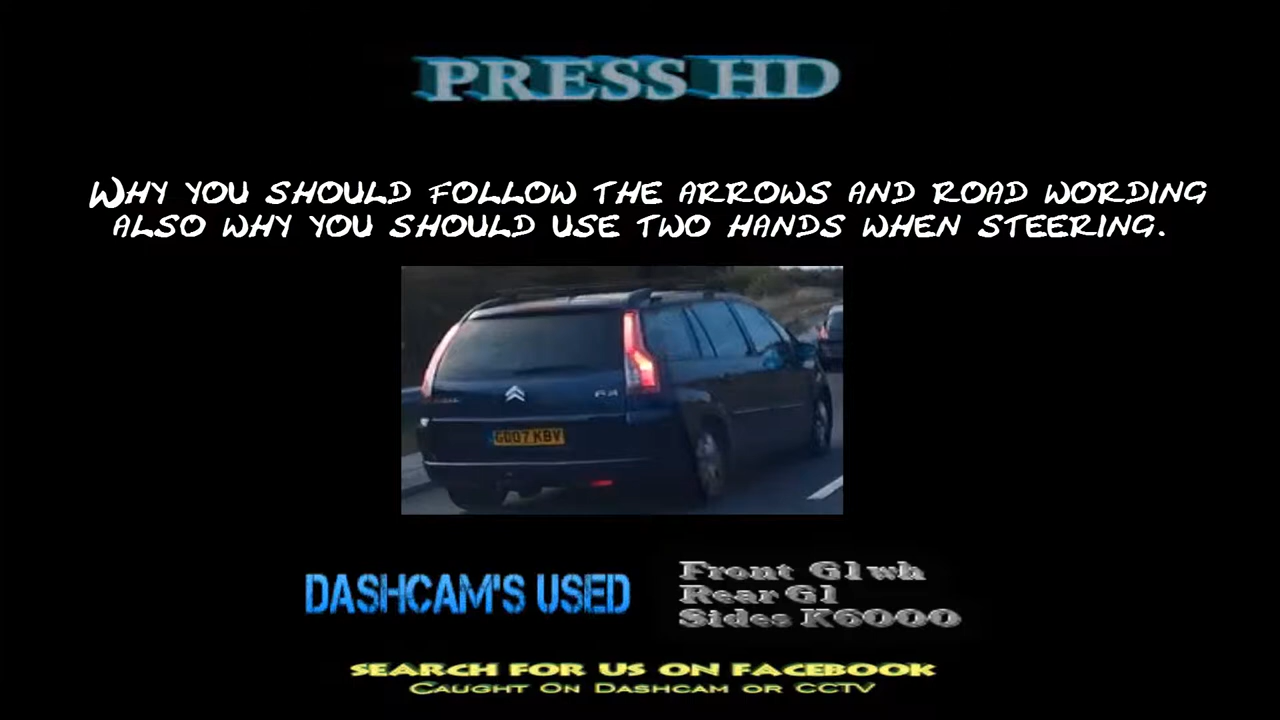 PRESS HD
WHY YOU SHOULD FOLLOW THE ARROWS AND ROAD WORDING
ALSO WHY YOU SHOULD USE TWO HANDS WHEN STEERING.
GD07 KBV
DASHCAM'S USED
Front G1wh
Rear G1
Sides K6000
SEARCH FOR US ON FACEBOOK
CAUGHT ON DASHCAM OR CCTV